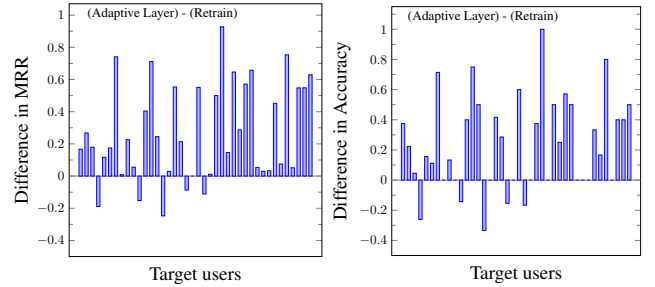 (Adaptive Layer) - (Retrain)
Difference in MRR
1
0.8
0.6
0.4
0.2
0
−0.2
−0.4
Target users
(Adaptive Layer) - (Retrain)
Difference in Accuracy
1
0.8
0.6
0.4
0.2
0
−0.2
−0.4
Target users